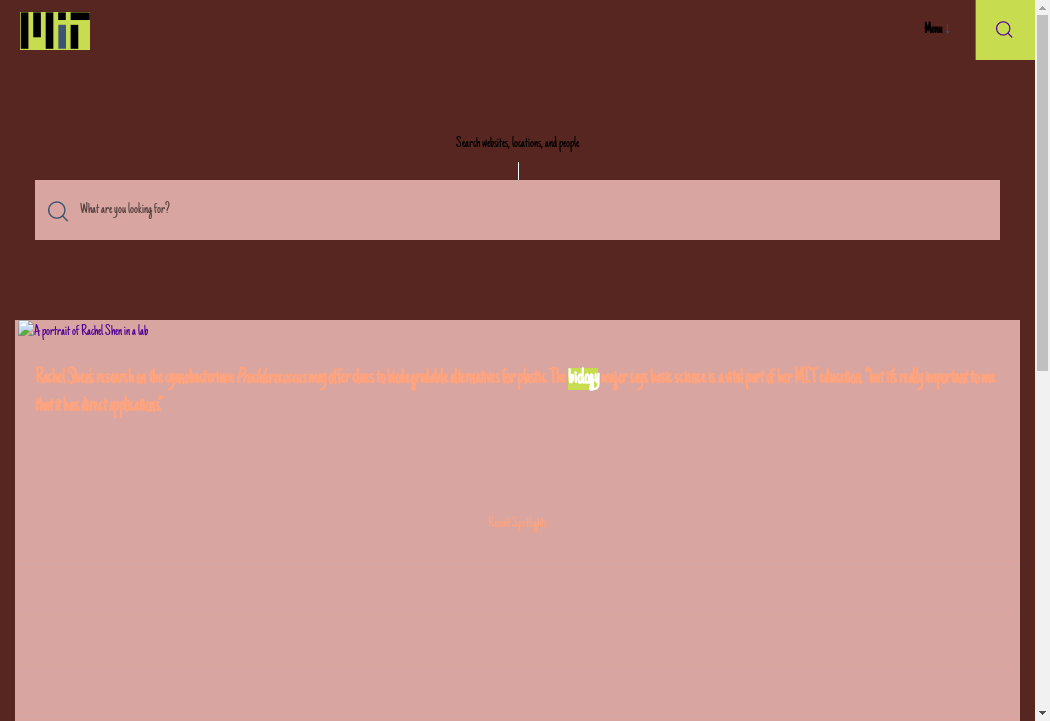 MIT
Menu ↓
Search websites, locations, and people
What are you looking for?
A portrait of Rachel Shen in a lab
Rachel Shen's research on the cyanobacterium Prochlorococcus may offer clues to biodegradable alternatives for plastic. The biology major says basic science is a vital part of her MIT education, "but it's really important to me
that it has direct applications."